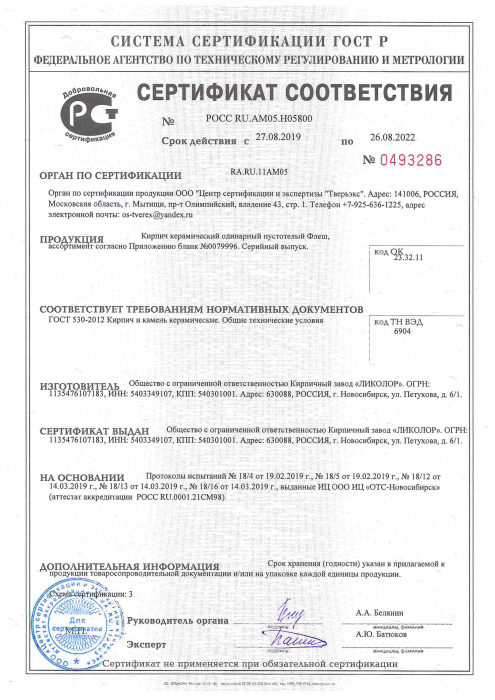 СИСТЕМА СЕРТИФИКАЦИИ ГОСТ Р
ФЕДЕРАЛЬНОЕ АГЕНТСТВО ПО ТЕХНИЧЕСКОМУ РЕГУЛИРОВАНИЮ И МЕТРОЛОГИИ
Добровольная
сертификация
СЕРТИФИКАТ СООТВЕТСТВИЯ
№ РОСС RU.АМ05.Н05800
Срок действия с 27.08.2019 по 26.08.2022
№ 0493286
ОРГАН ПО СЕРТИФИКАЦИИ RA.RU.11АМ05
Орган по сертификации продукции ООО "Центр сертификации и экспертизы "Тверьэкс". Адрес: 141006, РОССИЯ,
Московская область, г. Мытищи, пр-т Олимпийский, владение 43, стр. 1. Телефон +7-925-636-1225, адрес
электронной почты: os-tverex@yandex.ru
ПРОДУКЦИЯ Кирпич керамический одинарный пустотелый Флеш,
ассортимент согласно Приложению бланк №0079996. Серийный выпуск.
код ОК
23.32.11
СООТВЕТСТВУЕТ ТРЕБОВАНИЯМ НОРМАТИВНЫХ ДОКУМЕНТОВ
ГОСТ 530-2012 Кирпич и камень керамические. Общие технические условия
код ТН ВЭД
6904
ИЗГОТОВИТЕЛЬ Общество с ограниченной ответственностью Кирпичный завод «ЛИКОЛОР». ОГРН:
1135476107183, ИНН: 5403349107, КПП: 540301001. Адрес: 630088, РОССИЯ, г. Новосибирск, ул. Петухова, д. 6/1.
СЕРТИФИКАТ ВЫДАН Общество с ограниченной ответственностью Кирпичный завод «ЛИКОЛОР». ОГРН:
1135476107183, ИНН: 5403349107, КПП: 540301001. Адрес: 630088, РОССИЯ, г. Новосибирск, ул. Петухова, д. 6/1.
НА ОСНОВАНИИ Протоколы испытаний № 18/4 от 19.02.2019 г., № 18/5 от 19.02.2019 г., № 18/12 от
14.03.2019 г., № 18/13 от 14.03.2019 г., № 18/16 от 14.03.2019 г., выданные ИЦ ООО ИЦ «ОТС-Новосибирск»
(аттестат аккредитации РОСС RU.0001.21СМ98)
ДОПОЛНИТЕЛЬНАЯ ИНФОРМАЦИЯ Срок хранения (годности) указан в прилагаемой к
продукции товаросопроводительной документации и/или на упаковке каждой единицы продукции.
Схема сертификации: 3
Для
сертификатов
М.П.
Руководитель органа
подпись
А.А. Белянин
инициалы, фамилия
Эксперт
подпись
А.Ю. Батюков
инициалы, фамилия
Сертификат не применяется при обязательной сертификации